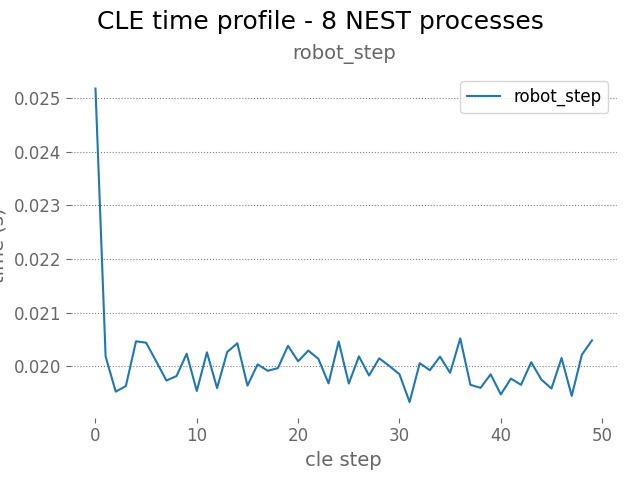 CLE time profile - 8 NEST processes
robot_step
robot_step
0.025
0.024
0.023
0.022
0.021
0.020
time (s)
0 10 20 30 40 50
cle step